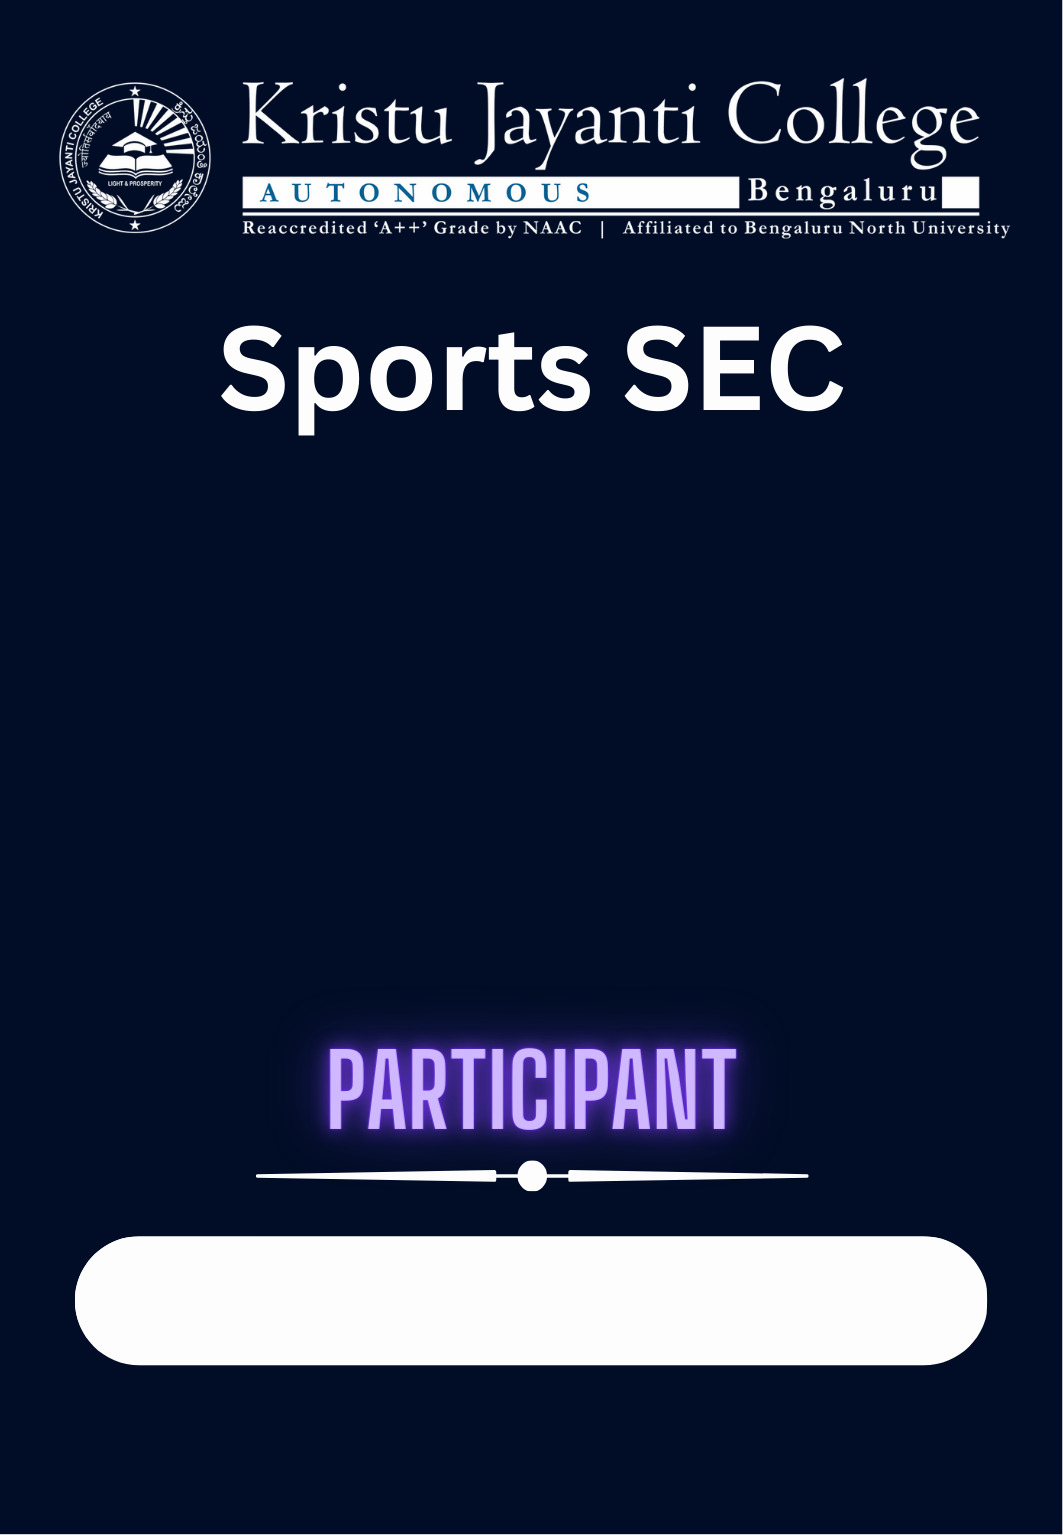 Kristu Jayanti College
AUTONOMOUS Bengaluru
Reaccredited ‘A++’ Grade by NAAC | Affiliated to Bengaluru North University
KRISTU JAYANTI COLLEGE
ಕ್ರಿಸ್ತು ಜಯಂತಿ ಕಾಲೇಜು
LIGHT & PROSPERITY
Sports SEC
PARTICIPANT